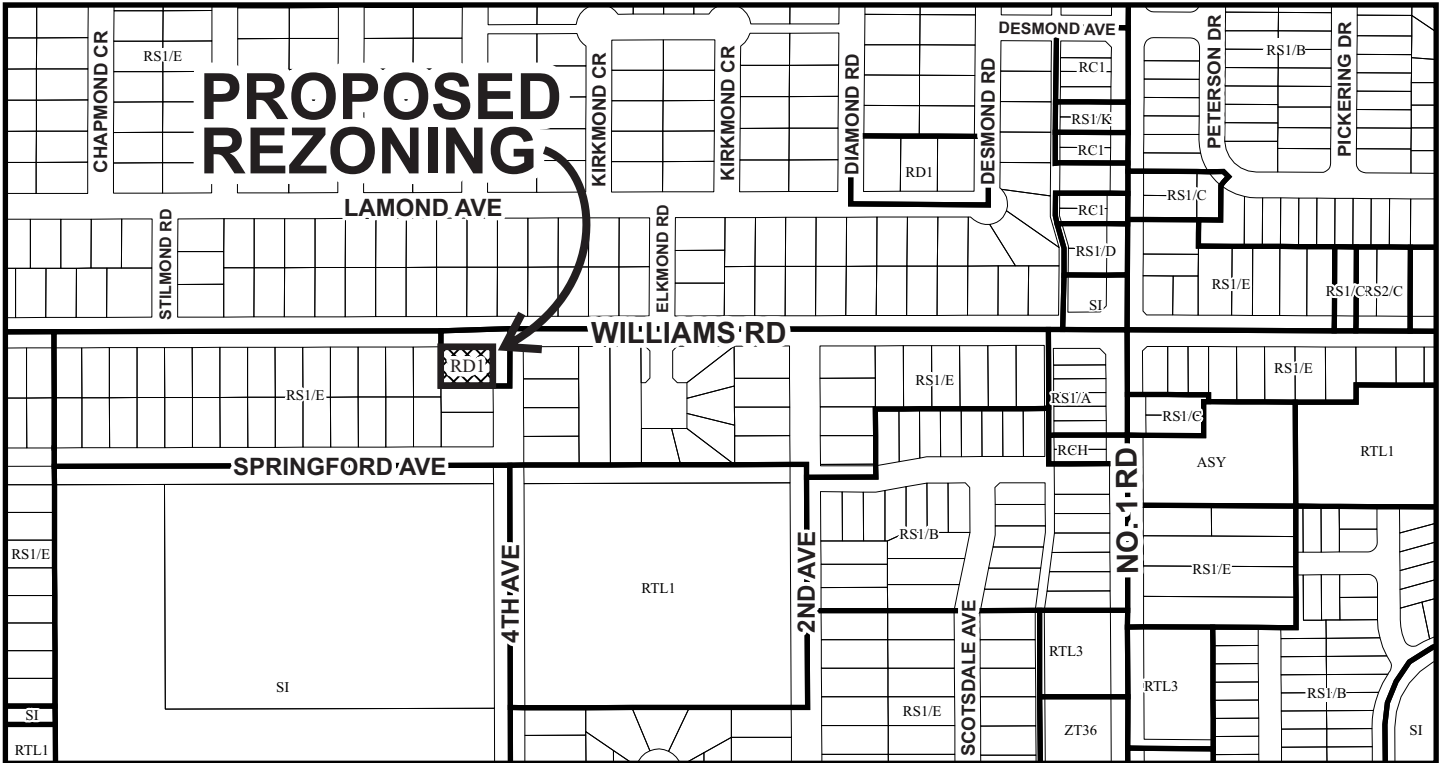 DESMOND AVE
CHAPMOND CR
RS1/E
KIRKMOND CR
KIRKMOND CR
DIAMOND RD
DESMOND RD
RC1
PETERSON DR
RS1/B
PICKERING DR
PROPOSED
REZONING
RS1/K
RC1
RD1
RS1/C
LAMOND AVE
RC1
STILMOND RD
ELKMOND RD
RS1/D
RS1/E
RS1/C
RS2/C
SI
WILLIAMS RD
RD1
RS1/E
RS1/E
RS1/A
RS1/E
RS1/C
SPRINGFORD AVE
RCH
NO. 1 RD
ASY
RTL1
RS1/E
4TH AVE
RTL1
2ND AVE
RS1/B
RS1/E
SCOTSDALE AVE
RTL3
RTL3
RS1/B
SI
SI
RTL1
RS1/E
ZT36
SI